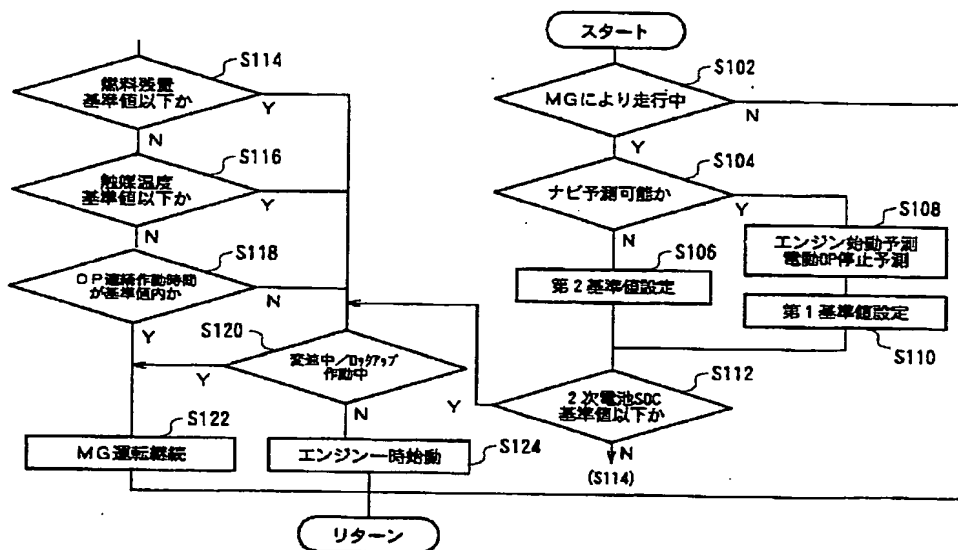 スタート
S102
MGにより走行中
N
Y
S104
ナビ予測可能か
Y
N
S108
エンジン始動予測
電動OP停止予測
S106
第2基準値設定
第1基準値設定
S110
S112
2次電池SOC
基準値以下か
Y
N
(S114)
S114
燃料残量
基準値以下か
Y
N
S116
触媒温度
基準値以下か
Y
N
S118
OP連続作動時間
が基準値内か
N
Y
S120
変速中/ロックアップ
作動中
Y
N
S122
MG運転継続
S124
エンジン一時始動
リターン